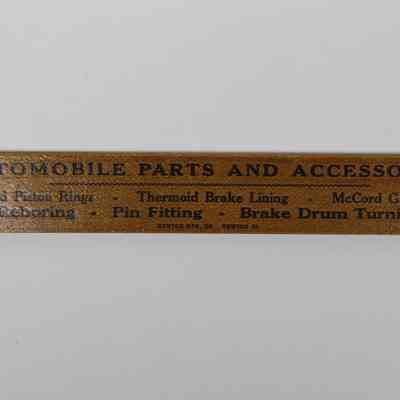 TOMOBILE PARTS AND ACCESSO
d Piston Rings - Thermoid Brake Lining - McCord G
Reboring - Pin Fitting - Brake Drum Turni